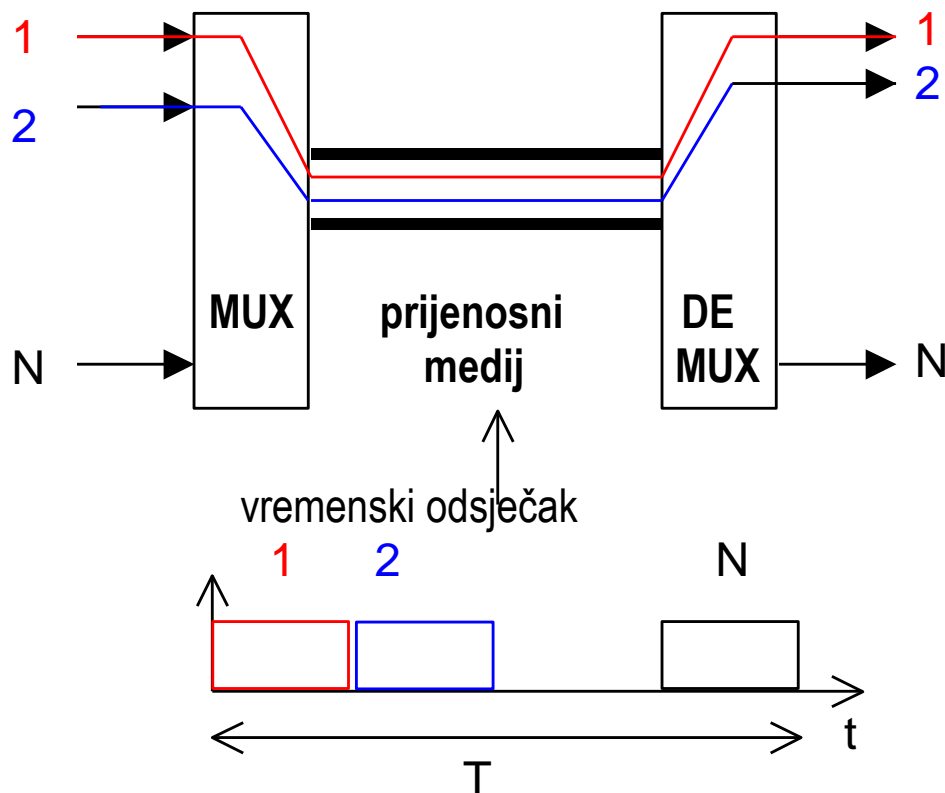 1
1
2
2
MUX
prijenosni
medij
DE
MUX
N
N
vremenski odsječak
1 2 N
t
T